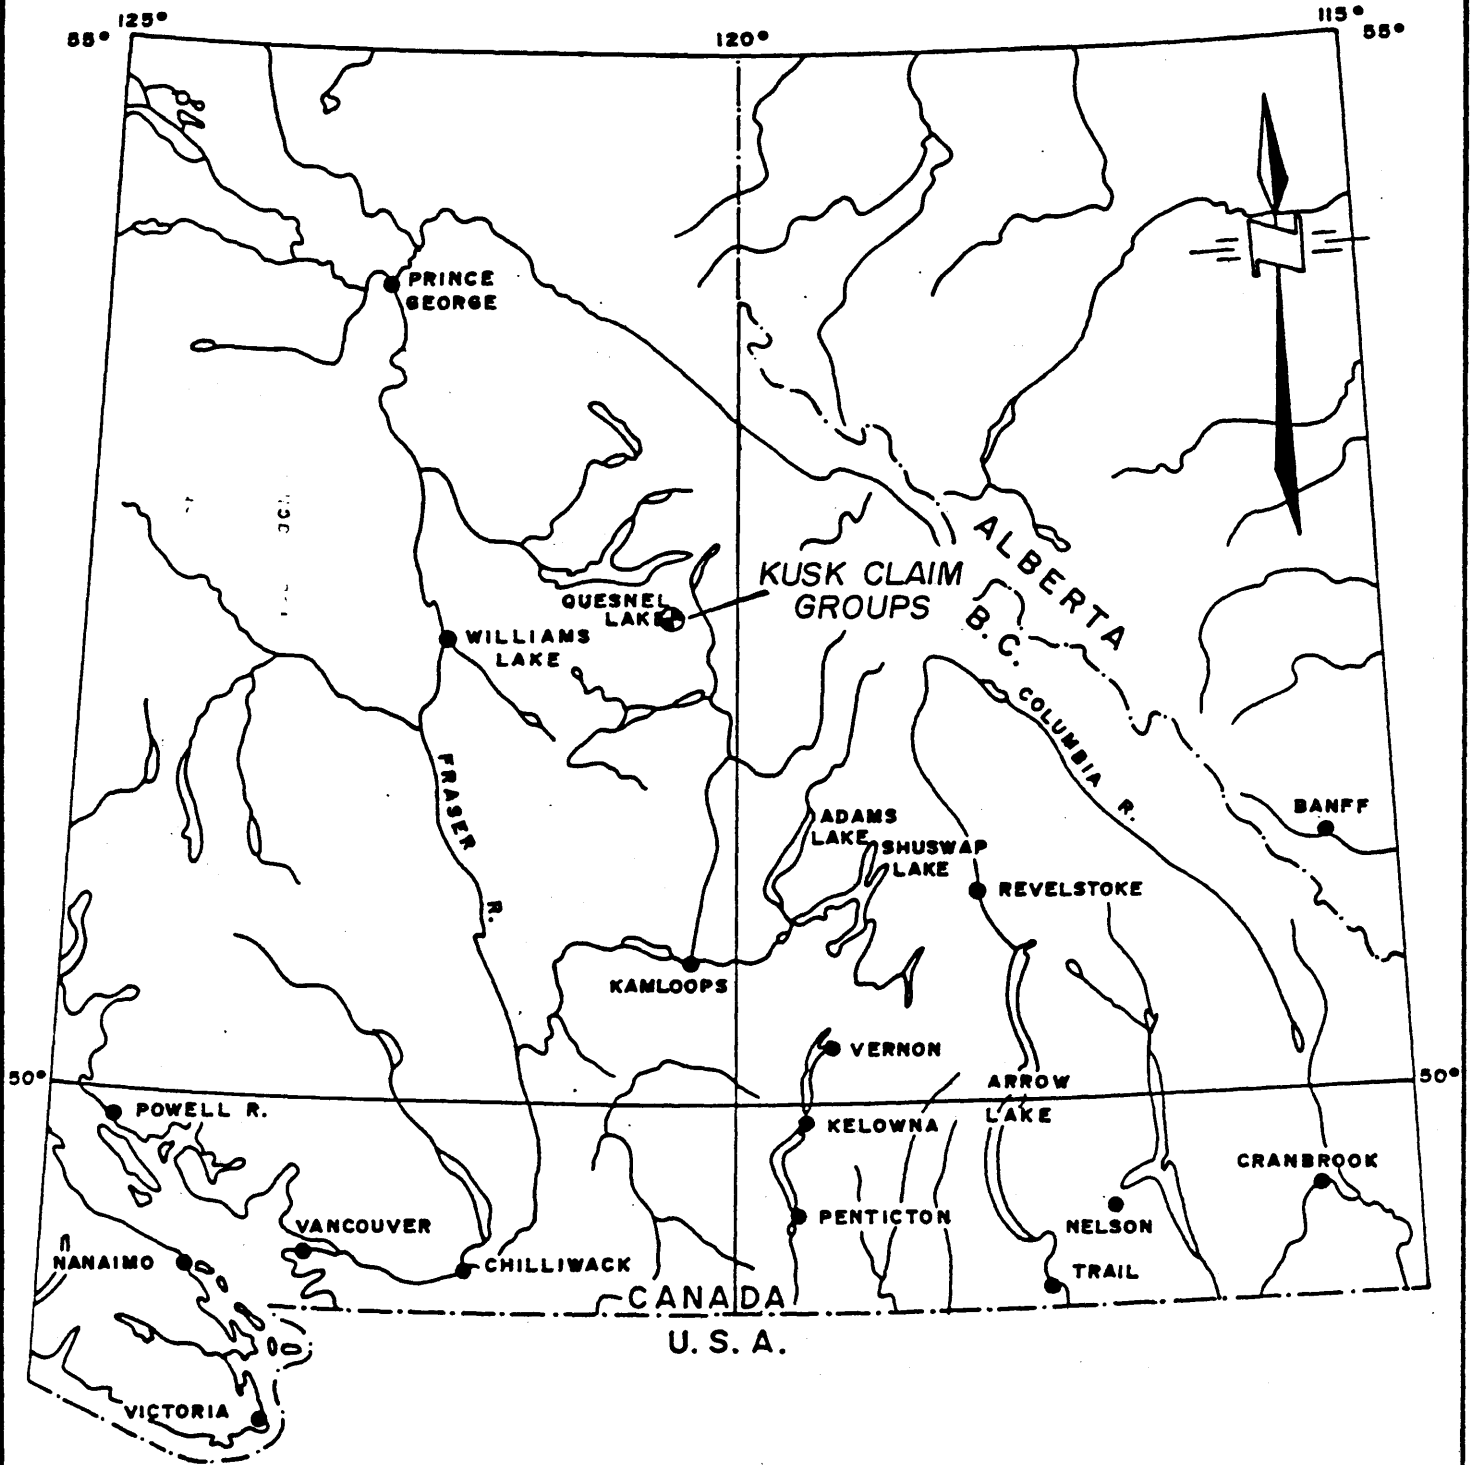 125°
115°
55°
120°
55°
PRINCE
GEORGE
ALBERTA
B.C.
KUSK CLAIM
GROUPS
QUESNEL
LAKE
WILLIAMS
LAKE
COLUMBIA R.
FRASER R.
BANFF
ADAMS
LAKE
SHUSWAP
LAKE
REVELSTOKE
KAMLOOPS
VERNON
50°
50°
ARROW
LAKE
POWELL R.
KELOWNA
CRANBROOK
PENTICTON
NELSON
VANCOUVER
NANAIMO
CHILLIWACK
TRAIL
CANADA
U.S.A.
VICTORIA